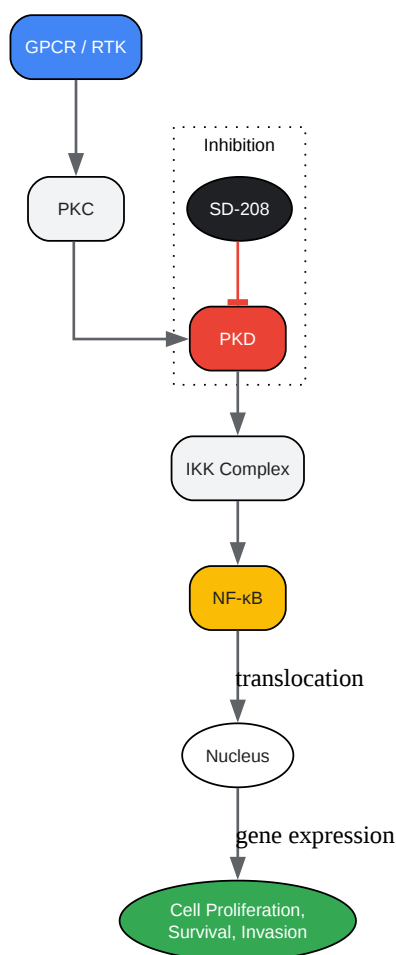 GPCR / RTK
Inhibition
PKC
SD-208
PKD
IKK Complex
NF-κB
translocation
Nucleus
gene expression
Cell Proliferation,
Survival, Invasion